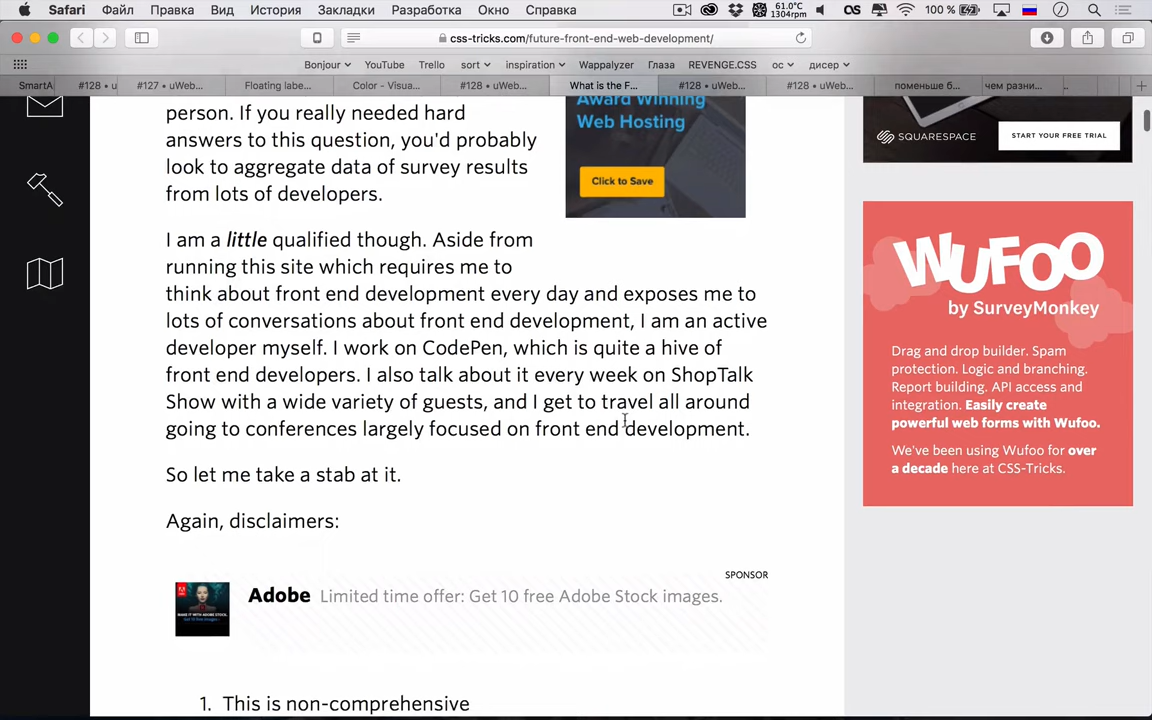 Safari Файл Правка Вид История Закладки Разработка Окно Справка 61.0°C 1304rpm 100 %
css-tricks.com/future-front-end-web-development/
Bonjour YouTube Trello sort inspiration Wappalyzer Глаза REVENGE.CSS ос дисер
SmartA #128 • u #127 • uWeb... Floating labe... Color - Visua... #128 • uWeb... What is the F... #128 • uWeb... #128 • uWeb... поменьше б... чем разни... ..
person. If you really needed hard
answers to this question, you'd probably
look to aggregate data of survey results
from lots of developers.
Award Winning
Web Hosting
Click to Save
I am a little qualified though. Aside from
running this site which requires me to
think about front end development every day and exposes me to
lots of conversations about front end development, I am an active
developer myself. I work on CodePen, which is quite a hive of
front end developers. I also talk about it every week on ShopTalk
Show with a wide variety of guests, and I get to travel all around
going to conferences largely focused on front end development.
So let me take a stab at it.
Again, disclaimers:
SPONSOR
Adobe Limited time offer: Get 10 free Adobe Stock images.
1. This is non-comprehensive
SQUARESPACE
START YOUR FREE TRIAL
WUFOO
by SurveyMonkey
Drag and drop builder. Spam
protection. Logic and branching.
Report building. API access and
integration. Easily create
powerful web forms with Wufoo.
We've been using Wufoo for over
a decade here at CSS-Tricks.